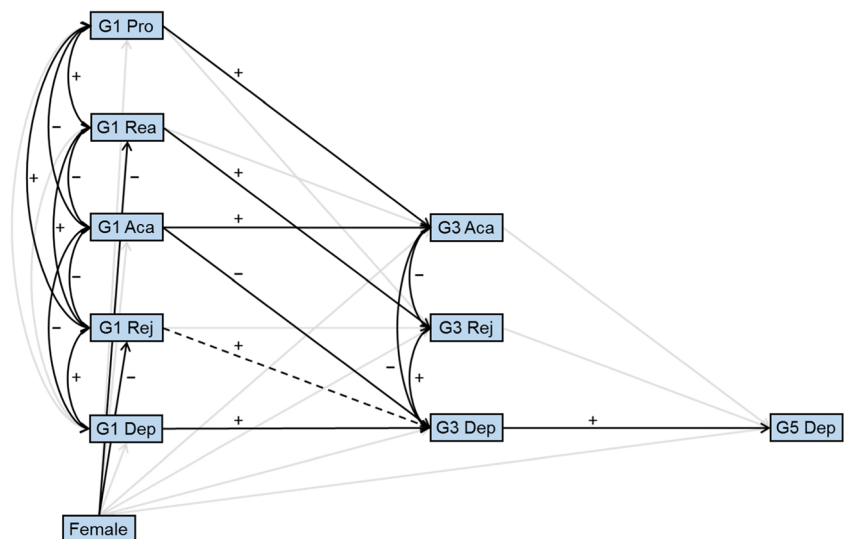 G1 Pro
+
+
G1 Rea
−
+
−
−
+
+
G1 Aca
+
G3 Aca
−
−
−
G1 Rej
G3 Rej
−
+
−
+
−
+
G1 Dep
+
G3 Dep
+
G5 Dep
Female